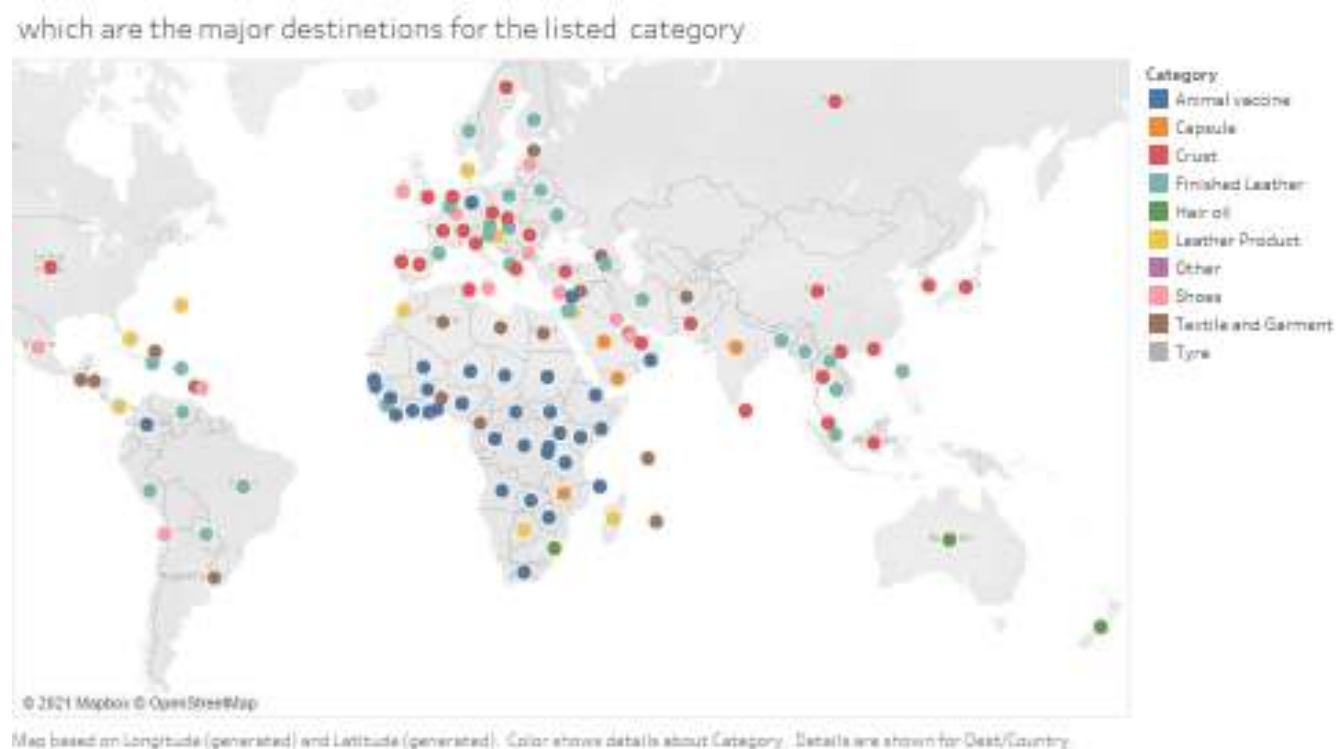 which are the major destinetions for the listed category
Category
Animal vaccine
Capsule
Crust
Finished Leather
Hair oil
Leather Product
Other
Shoes
Textile and Garment
Tyre
© 2021 Mapbox © OpenStreetMap
Map based on Longitude (generated) and Latitude (generated). Color shows details about Category. Details are shown for Dest/Country.